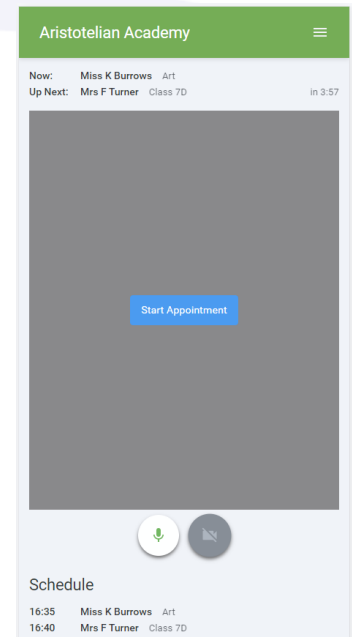 Aristotelian Academy
Now: Miss K Burrows Art
Up Next: Mrs F Turner Class 7D in 3:57
Start Appointment
Schedule
16:35 Miss K Burrows Art
16:40 Mrs F Turner Class 7D